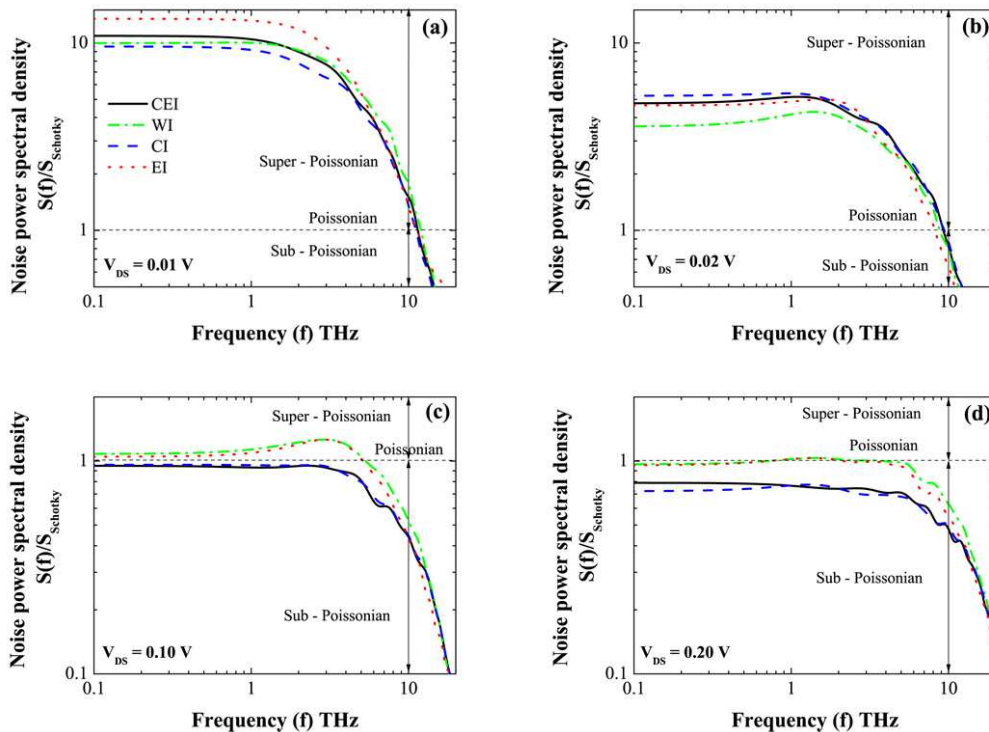 (a)
Noise power spectral density
S(f)/S_Schotky
10
1
CEI
WI
CI
EI
Super - Poissonian
Poissonian
Sub - Poissonian
V_DS = 0.01 V
0.1
1
10
Frequency (f) THz
(b)
Noise power spectral density
S(f)/S_Schotky
10
1
Super - Poissonian
Poissonian
Sub - Poissonian
V_DS = 0.02 V
0.1
1
10
Frequency (f) THz
(c)
Noise power spectral density
S(f)/S_Schotky
1
0.1
Super - Poissonian
Poissonian
Sub - Poissonian
V_DS = 0.10 V
0.1
1
10
Frequency (f) THz
(d)
Noise power spectral density
S(f)/S_Schotky
1
0.1
Super - Poissonian
Poissonian
Sub - Poissonian
V_DS = 0.20 V
0.1
1
10
Frequency (f) THz